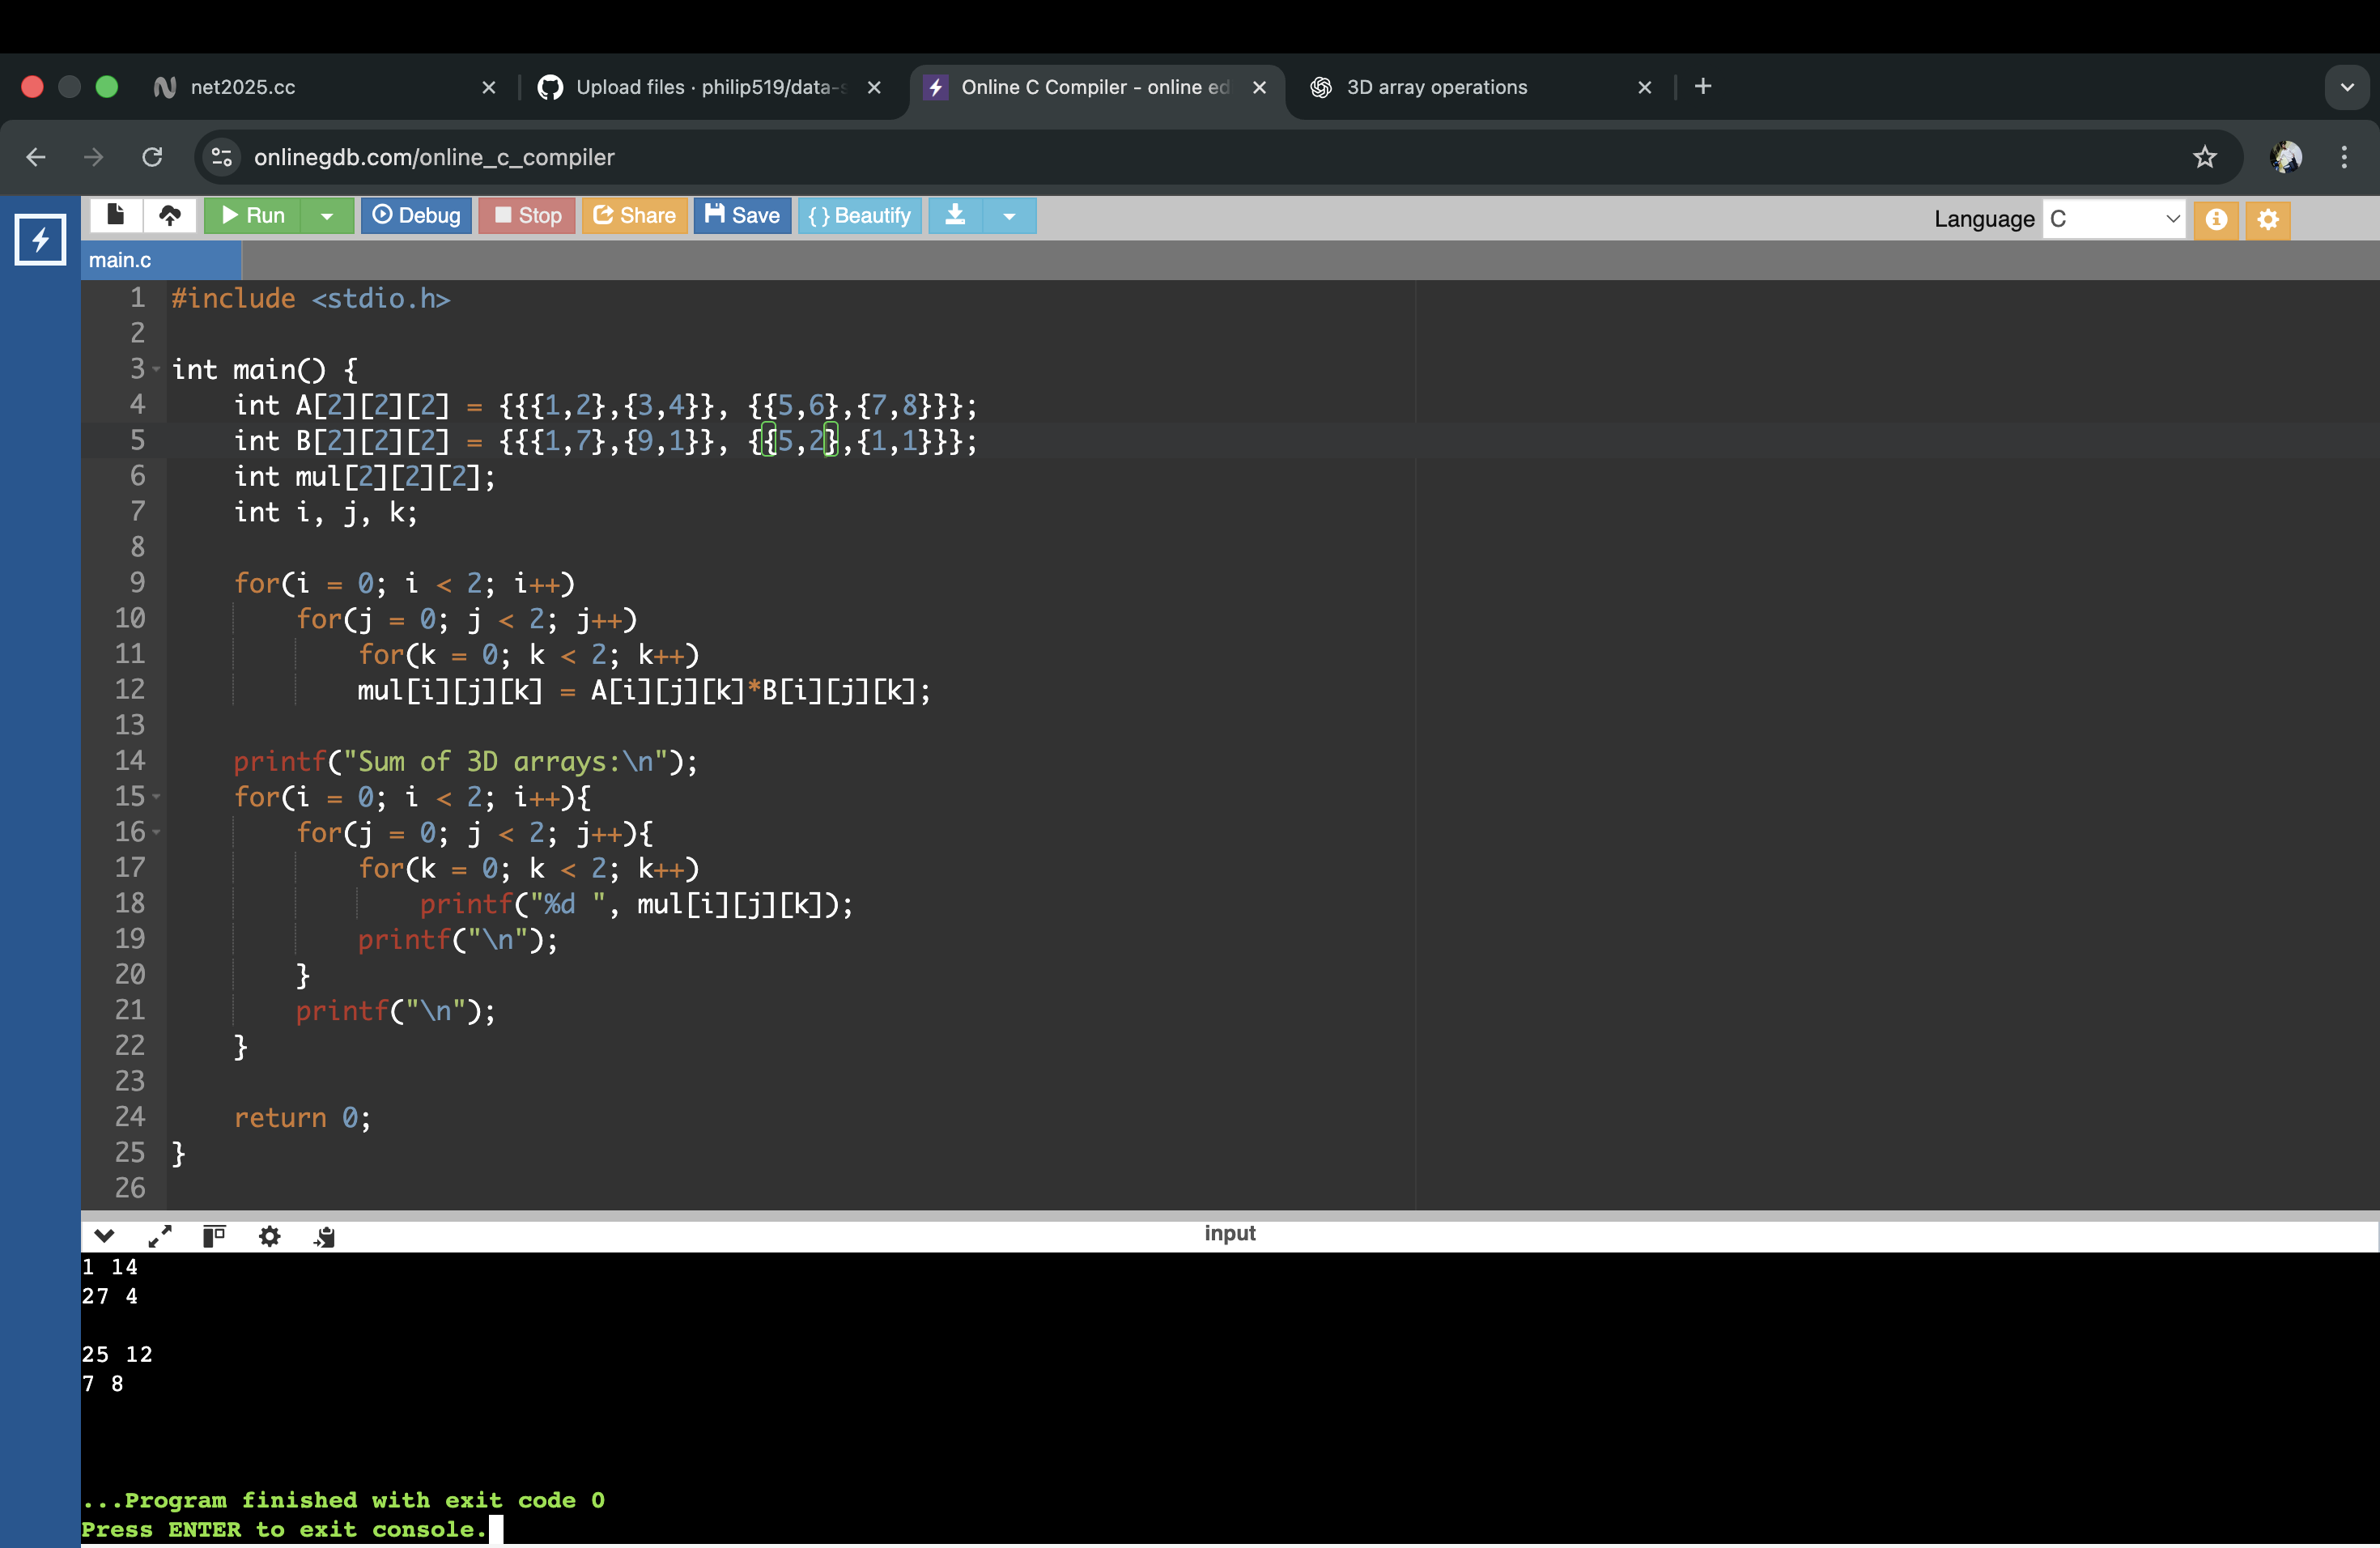 net2025.cc
Upload files · philip519/data-s
Online C Compiler - online ed
3D array operations
onlinegdb.com/online_c_compiler
Run Debug Stop Share Save { } Beautify
Language C
main.c
1 #include <stdio.h>
2
3 int main() {
4     int A[2][2][2] = {{{1,2},{3,4}}, {{5,6},{7,8}}};
5     int B[2][2][2] = {{{1,7},{9,1}}, {{5,2},{1,1}}};
6     int mul[2][2][2];
7     int i, j, k;
8
9     for(i = 0; i < 2; i++)
10         for(j = 0; j < 2; j++)
11             for(k = 0; k < 2; k++)
12             mul[i][j][k] = A[i][j][k]*B[i][j][k];
13
14     printf("Sum of 3D arrays:\n");
15     for(i = 0; i < 2; i++){
16         for(j = 0; j < 2; j++){
17             for(k = 0; k < 2; k++)
18                 printf("%d ", mul[i][j][k]);
19             printf("\n");
20         }
21         printf("\n");
22     }
23
24     return 0;
25 }
26
input
1 14
27 4
25 12
7 8
...Program finished with exit code 0
Press ENTER to exit console.